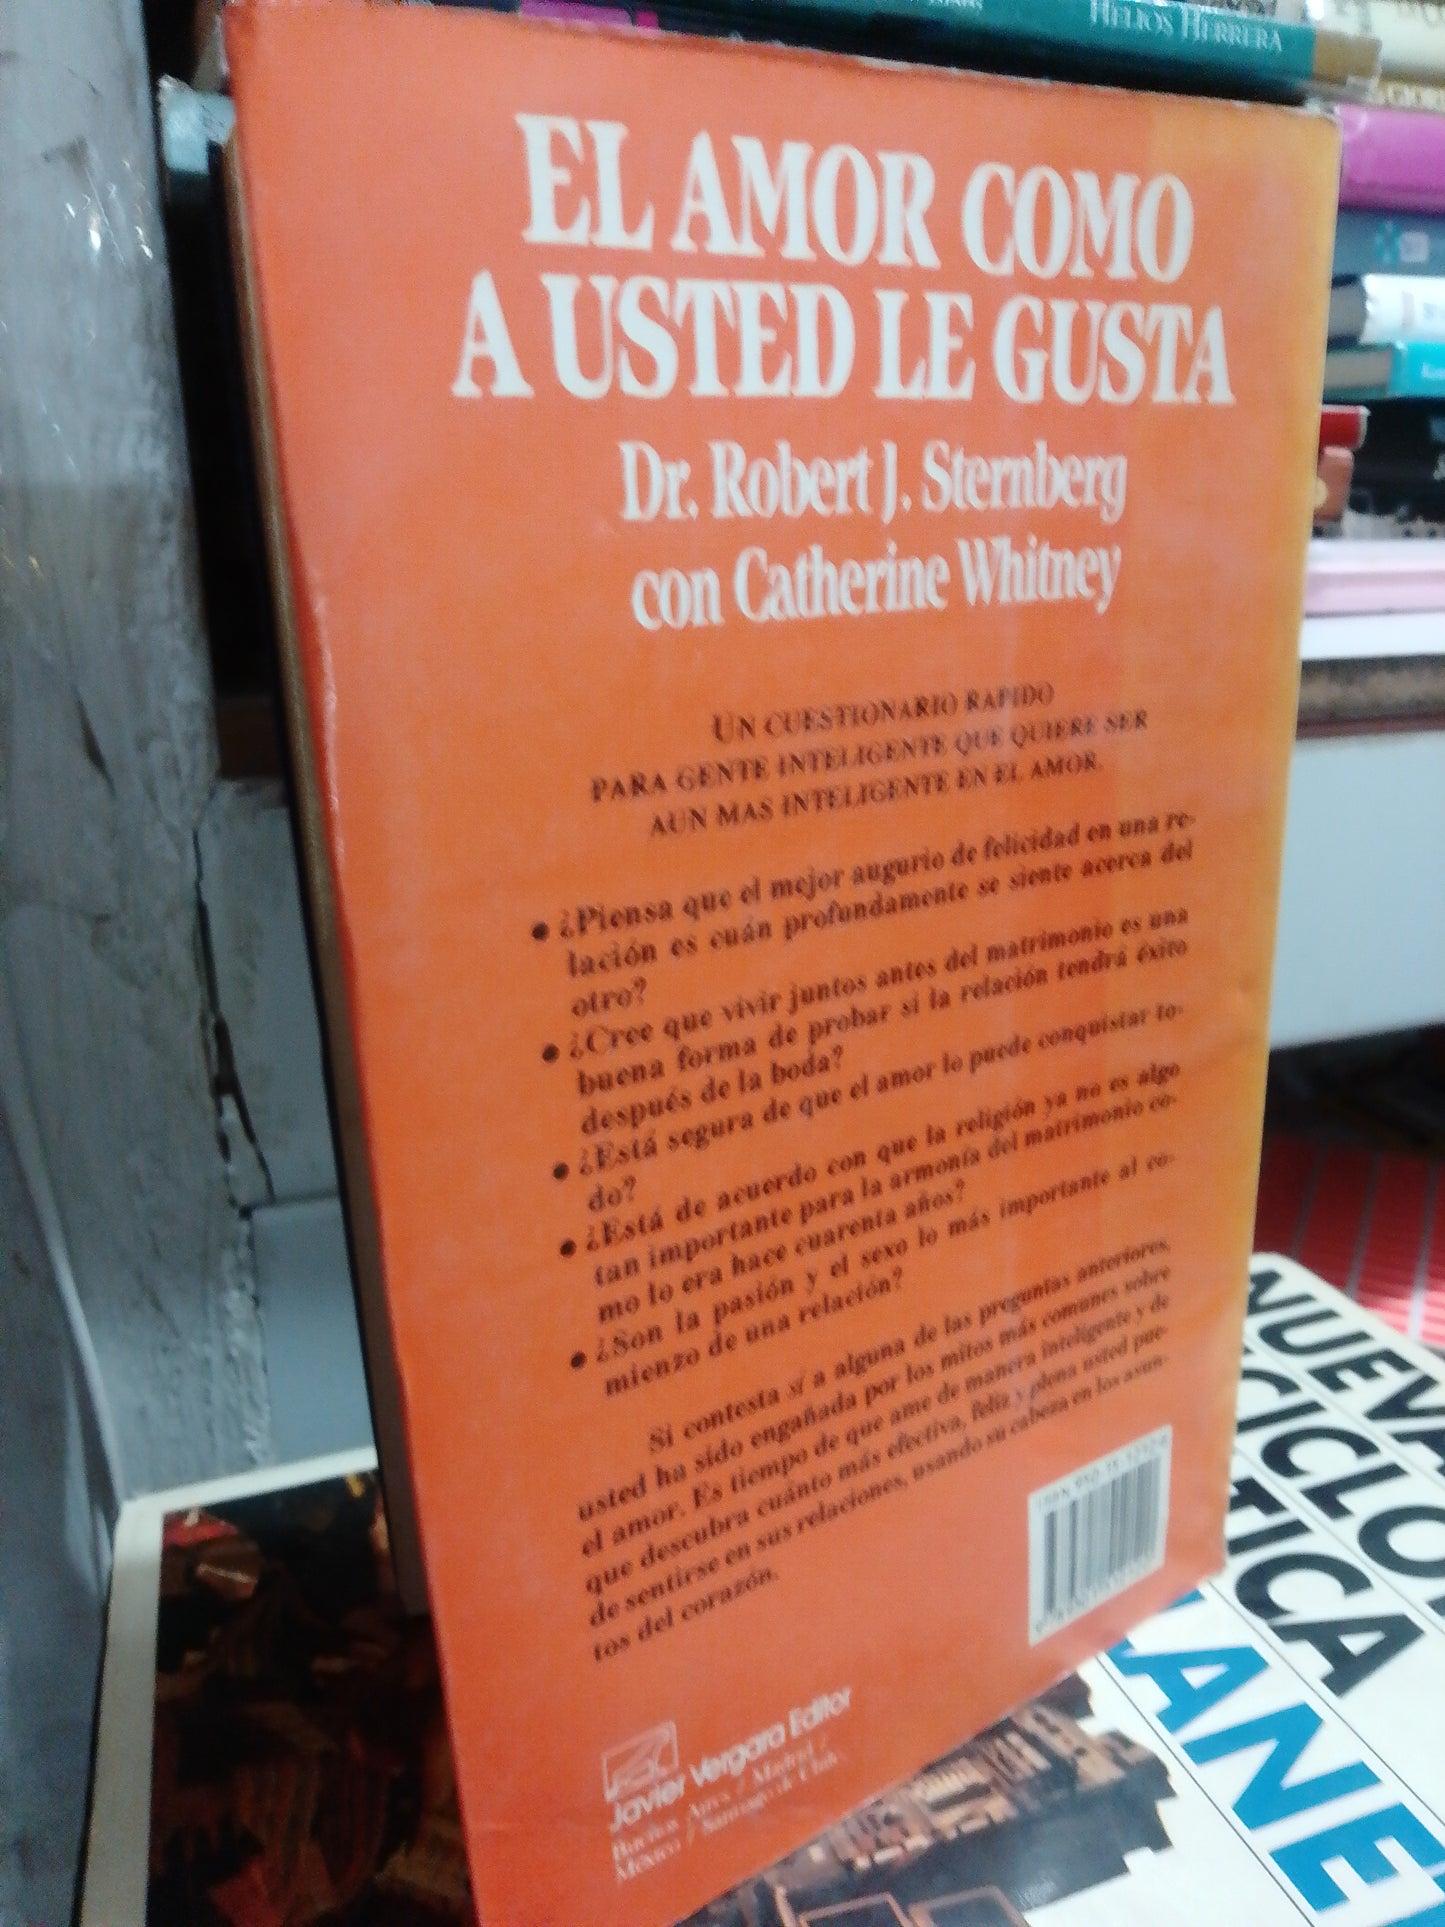 HELIOS HERRERA
EL AMOR COMO
A USTED LE GUSTA
Dr. Robert J. Sternberg
con Catherine Whitney
UN CUESTIONARIO RAPIDO
PARA GENTE INTELIGENTE QUE QUIERE SER
AUN MAS INTELIGENTE EN EL AMOR.
• ¿Piensa que el mejor augurio de felicidad en una re-
lación es cuán profundamente se siente acerca del
otro?
• ¿Cree que vivir juntos antes del matrimonio es una
buena forma de probar si la relación tendrá éxito
después de la boda?
• ¿Está segura de que el amor lo puede conquistar to-
do?
• ¿Está de acuerdo con que la religión ya no es algo
tan importante para la armonía del matrimonio co-
mo lo era hace cuarenta años?
• ¿Son la pasión y el sexo lo más importante al co-
mienzo de una relación?
Si contesta sí a alguna de las preguntas anteriores,
usted ha sido engañada por los mitos más comunes sobre
el amor. Es tiempo de que ame de manera inteligente y de
que descubra cuánto más efectiva, feliz y plena usted pue-
de sentirse en sus relaciones, usando su cabeza en los asun-
tos del corazón.
ISBN
Javier Vergara Editor
Buenos Aires / Madrid /
México / Santiago de Chile
NUEVA
CICLO
TICA
LANE